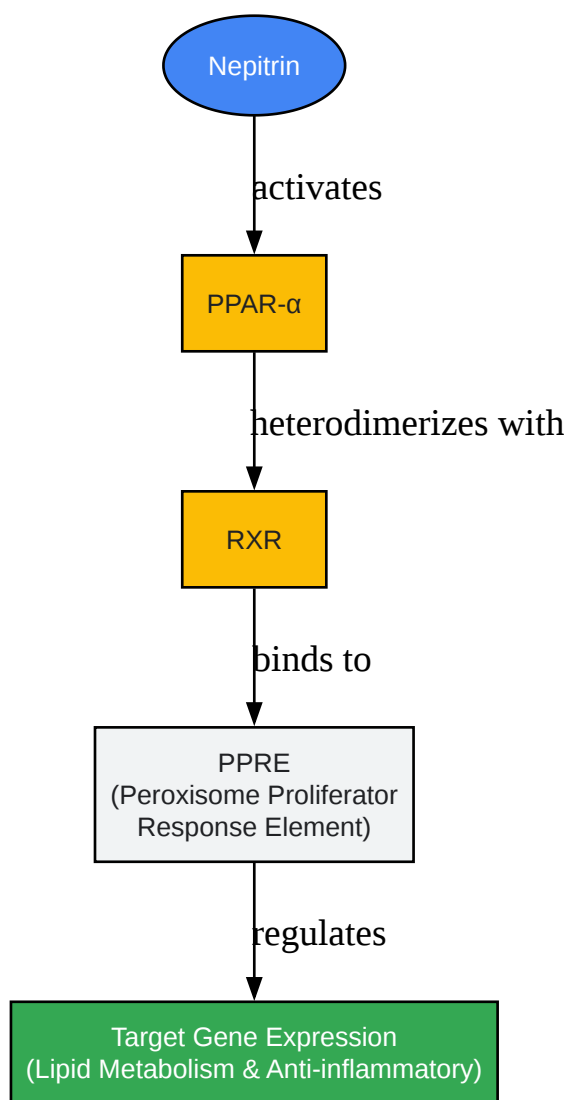 Nepitrin
activates
PPAR-α
heterodimerizes with
RXR
binds to
PPRE
(Peroxisome Proliferator
Response Element)
regulates
Target Gene Expression
(Lipid Metabolism & Anti-inflammatory)